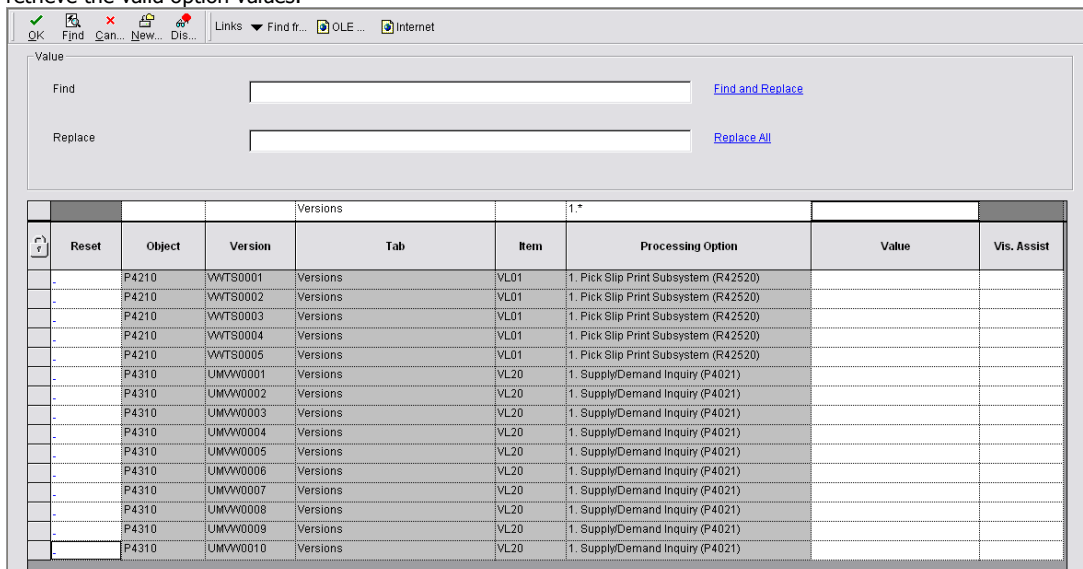 retrieve the valid option values.
OK Find Can... New... Dis... Links Find fr... OLE ... Internet
Value
Find Find and Replace
Replace Replace All
Versions 1.*
Reset Object Version Tab Item Processing Option Value Vis. Assist
P4210 VWTS0001 Versions VL01 1. Pick Slip Print Subsystem (R42520)
P4210 VWTS0002 Versions VL01 1. Pick Slip Print Subsystem (R42520)
P4210 VWTS0003 Versions VL01 1. Pick Slip Print Subsystem (R42520)
P4210 VWTS0004 Versions VL01 1. Pick Slip Print Subsystem (R42520)
P4210 VWTS0005 Versions VL01 1. Pick Slip Print Subsystem (R42520)
P4310 UMVW0001 Versions VL20 1. Supply/Demand Inquiry (P4021)
P4310 UMVW0002 Versions VL20 1. Supply/Demand Inquiry (P4021)
P4310 UMVW0003 Versions VL20 1. Supply/Demand Inquiry (P4021)
P4310 UMVW0004 Versions VL20 1. Supply/Demand Inquiry (P4021)
P4310 UMVW0005 Versions VL20 1. Supply/Demand Inquiry (P4021)
P4310 UMVW0006 Versions VL20 1. Supply/Demand Inquiry (P4021)
P4310 UMVW0007 Versions VL20 1. Supply/Demand Inquiry (P4021)
P4310 UMVW0008 Versions VL20 1. Supply/Demand Inquiry (P4021)
P4310 UMVW0009 Versions VL20 1. Supply/Demand Inquiry (P4021)
P4310 UMVW0010 Versions VL20 1. Supply/Demand Inquiry (P4021)